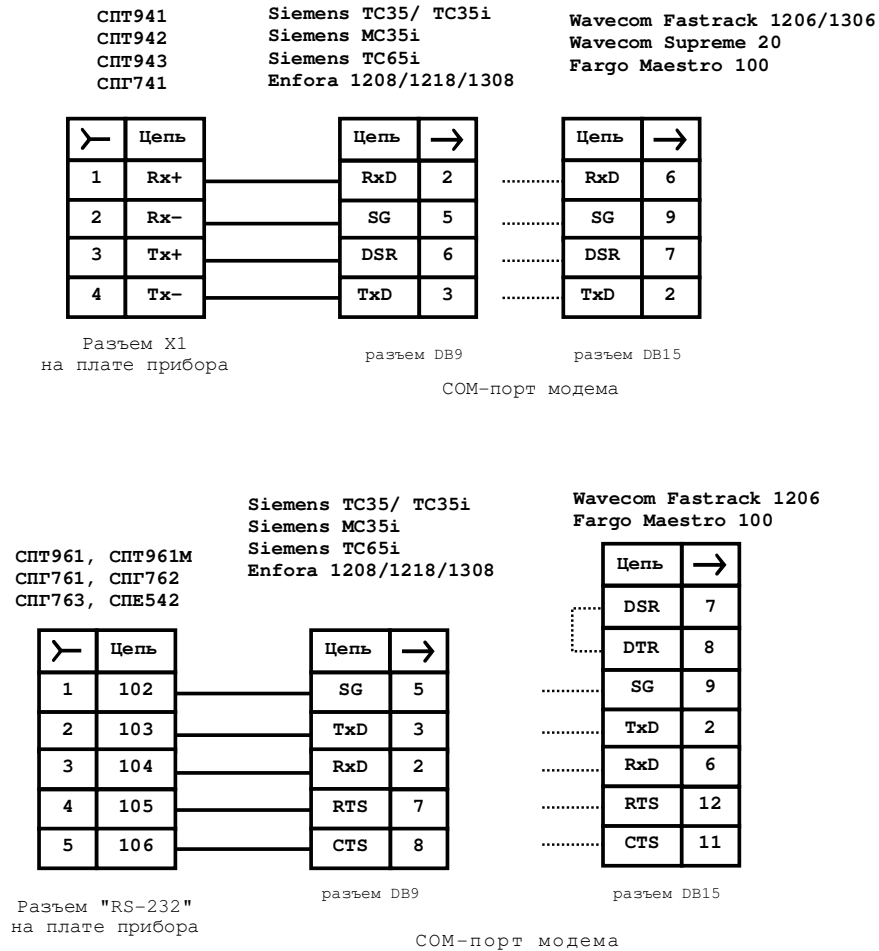 СПТ941
СПТ942
СПТ943
СПГ741
Siemens TC35/ TC35i
Siemens MC35i
Siemens TC65i
Enfora 1208/1218/1308
Wavecom Fastrack 1206/1306
Wavecom Supreme 20
Fargo Maestro 100
Цепь Цепь Цепь
1 Rx+ RxD 2 RxD 6
2 Rx- SG 5 SG 9
3 Tx+ DSR 6 DSR 7
4 Tx- TxD 3 TxD 2
Разъем X1
на плате прибора
разъем DB9
разъем DB15
COM-порт модема
СПТ961, СПТ961М
СПГ761, СПГ762
СПГ763, СПЕ542
Siemens TC35/ TC35i
Siemens MC35i
Siemens TC65i
Enfora 1208/1218/1308
Wavecom Fastrack 1206
Fargo Maestro 100
Цепь
1 102
2 103
3 104
4 105
5 106
Цепь
SG 5
TxD 3
RxD 2
RTS 7
CTS 8
Цепь
DSR 7
DTR 8
SG 9
TxD 2
RxD 6
RTS 12
CTS 11
Разъем "RS-232"
на плате прибора
разъем DB9
разъем DB15
COM-порт модема